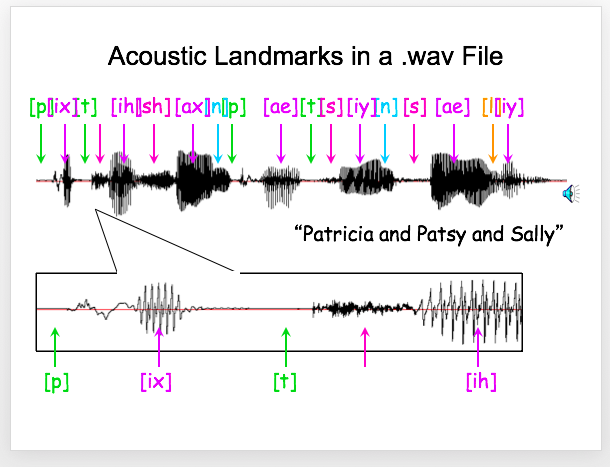 Acoustic Landmarks in a .wav File
[p][ix][t] [ih][sh][ax][n][p] [ae][t][s][iy][n] [s] [ae] [l][iy]
“Patricia and Patsy and Sally”
[p] [ix] [t] [ih]